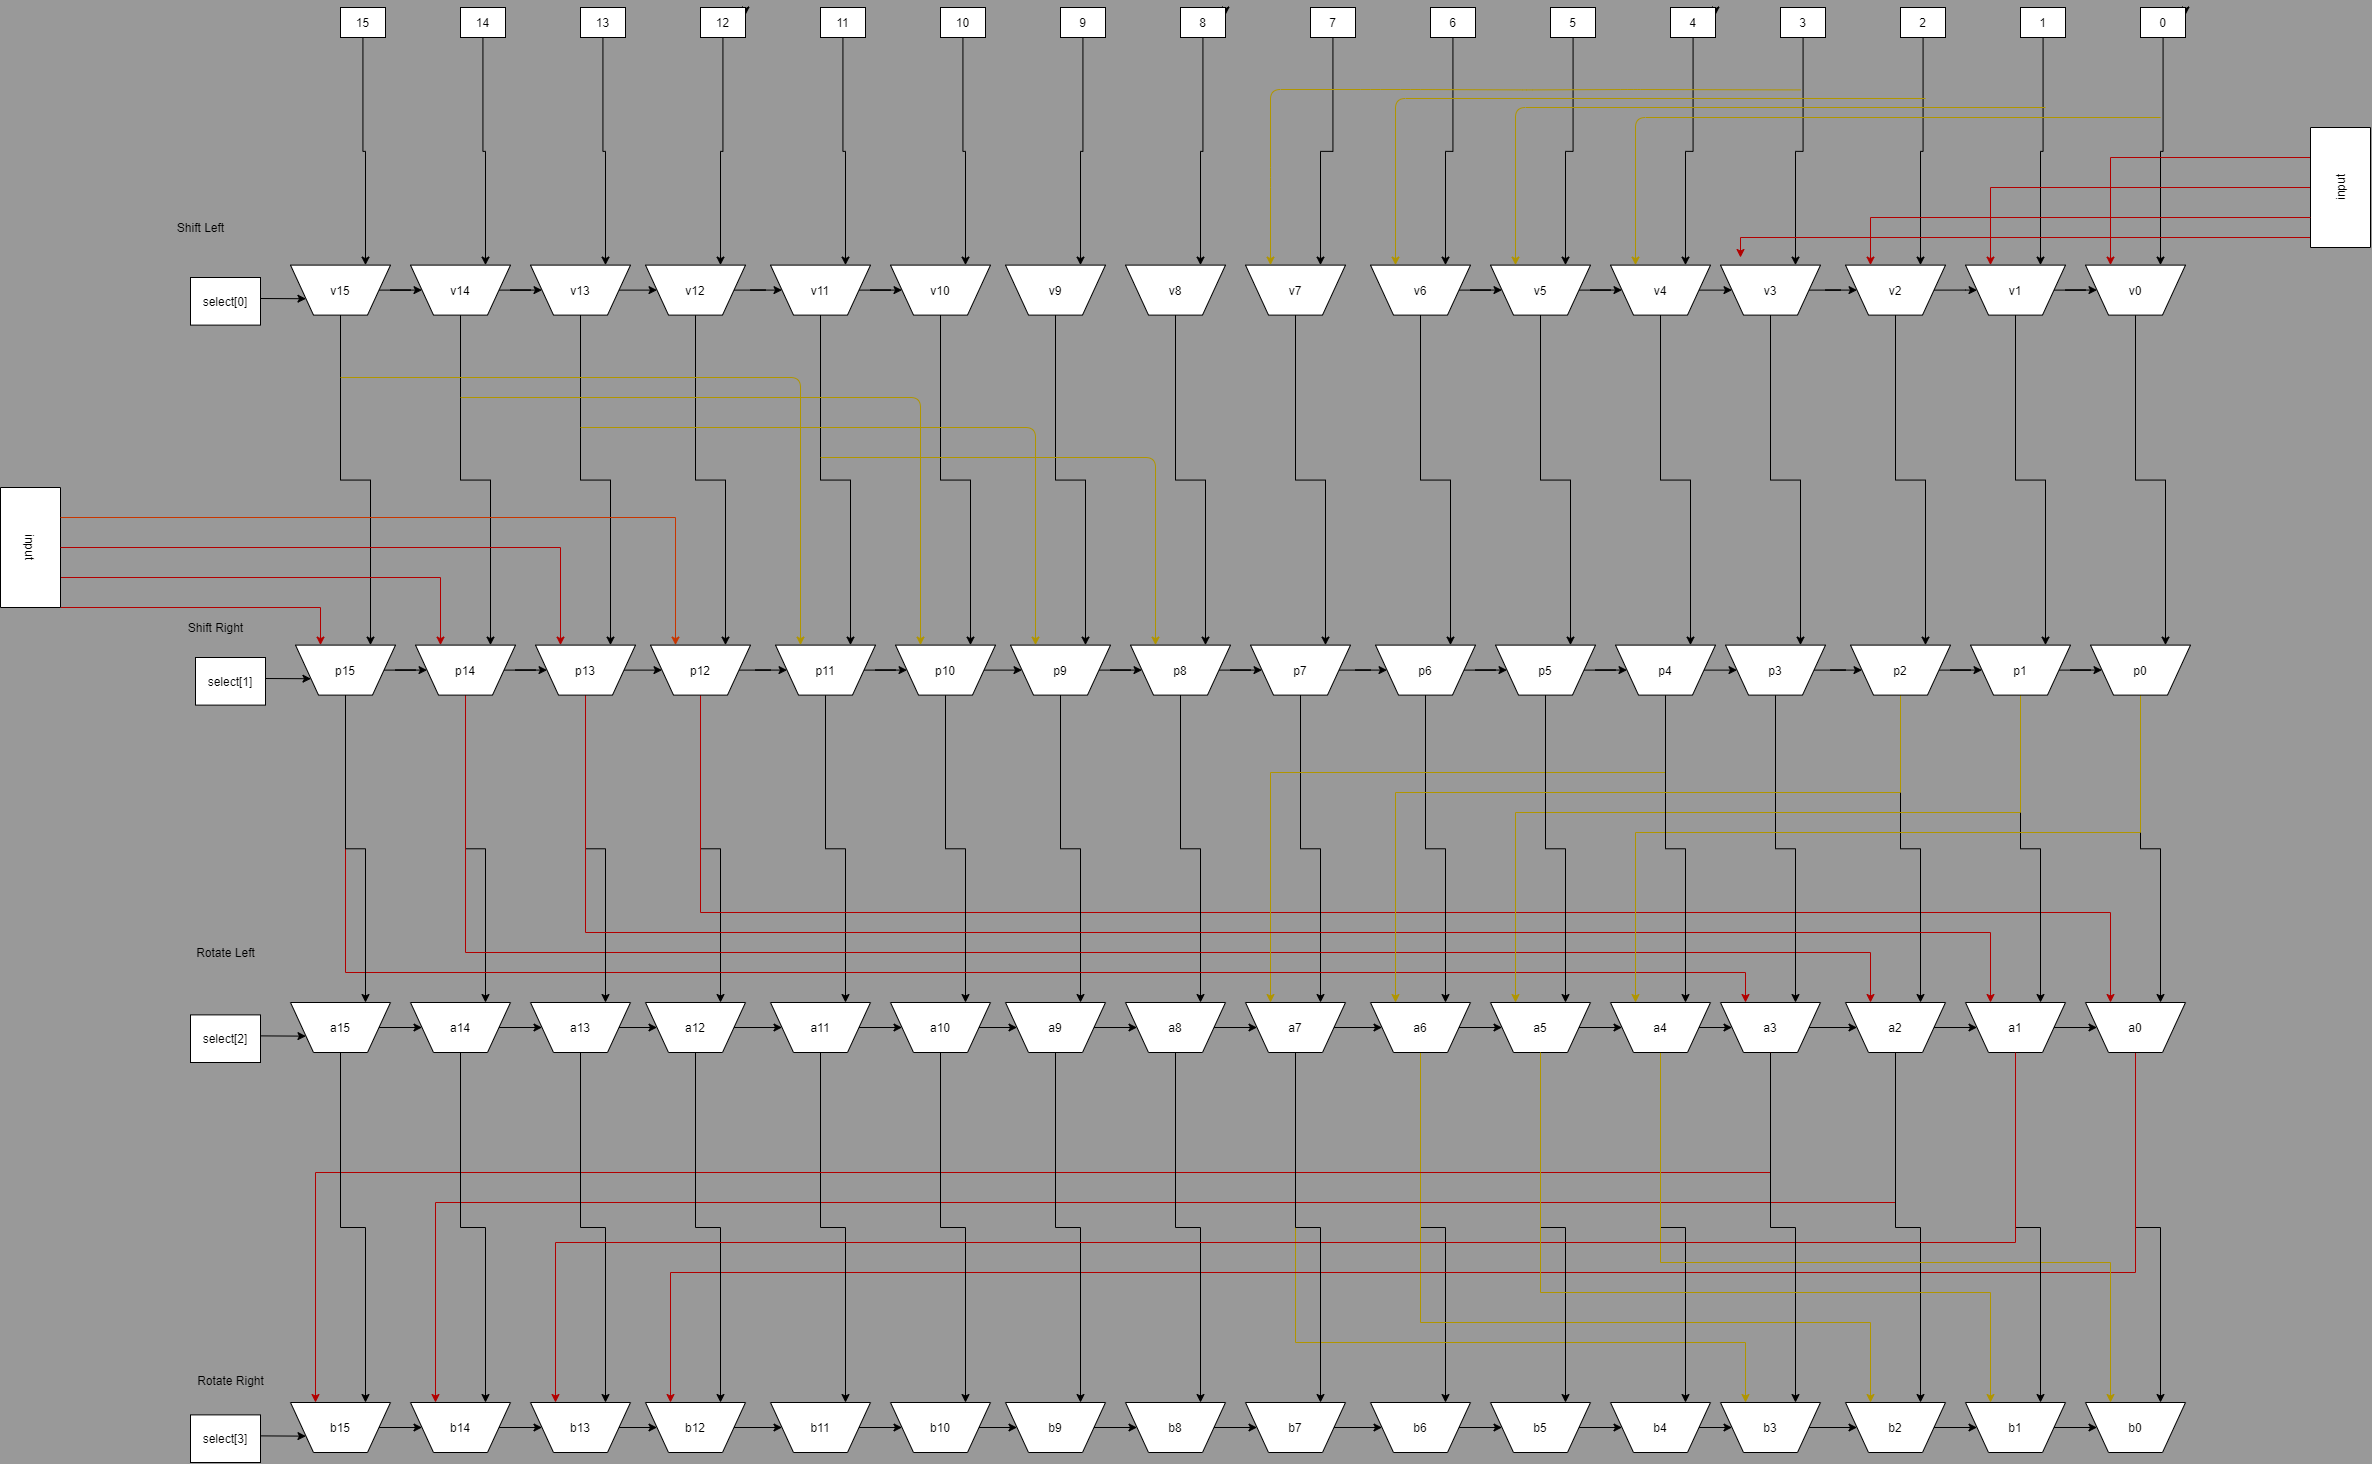 15 14 13 12 11 10 9 8 7 6 5 4 3 2 1 0
input
Shift Left
select[0] v15 v14 v13 v12 v11 v10 v9 v8 v7 v6 v5 v4 v3 v2 v1 v0
input
Shift Right
select[1] p15 p14 p13 p12 p11 p10 p9 p8 p7 p6 p5 p4 p3 p2 p1 p0
Rotate Left
select[2] a15 a14 a13 a12 a11 a10 a9 a8 a7 a6 a5 a4 a3 a2 a1 a0
Rotate Right
select[3] b15 b14 b13 b12 b11 b10 b9 b8 b7 b6 b5 b4 b3 b2 b1 b0